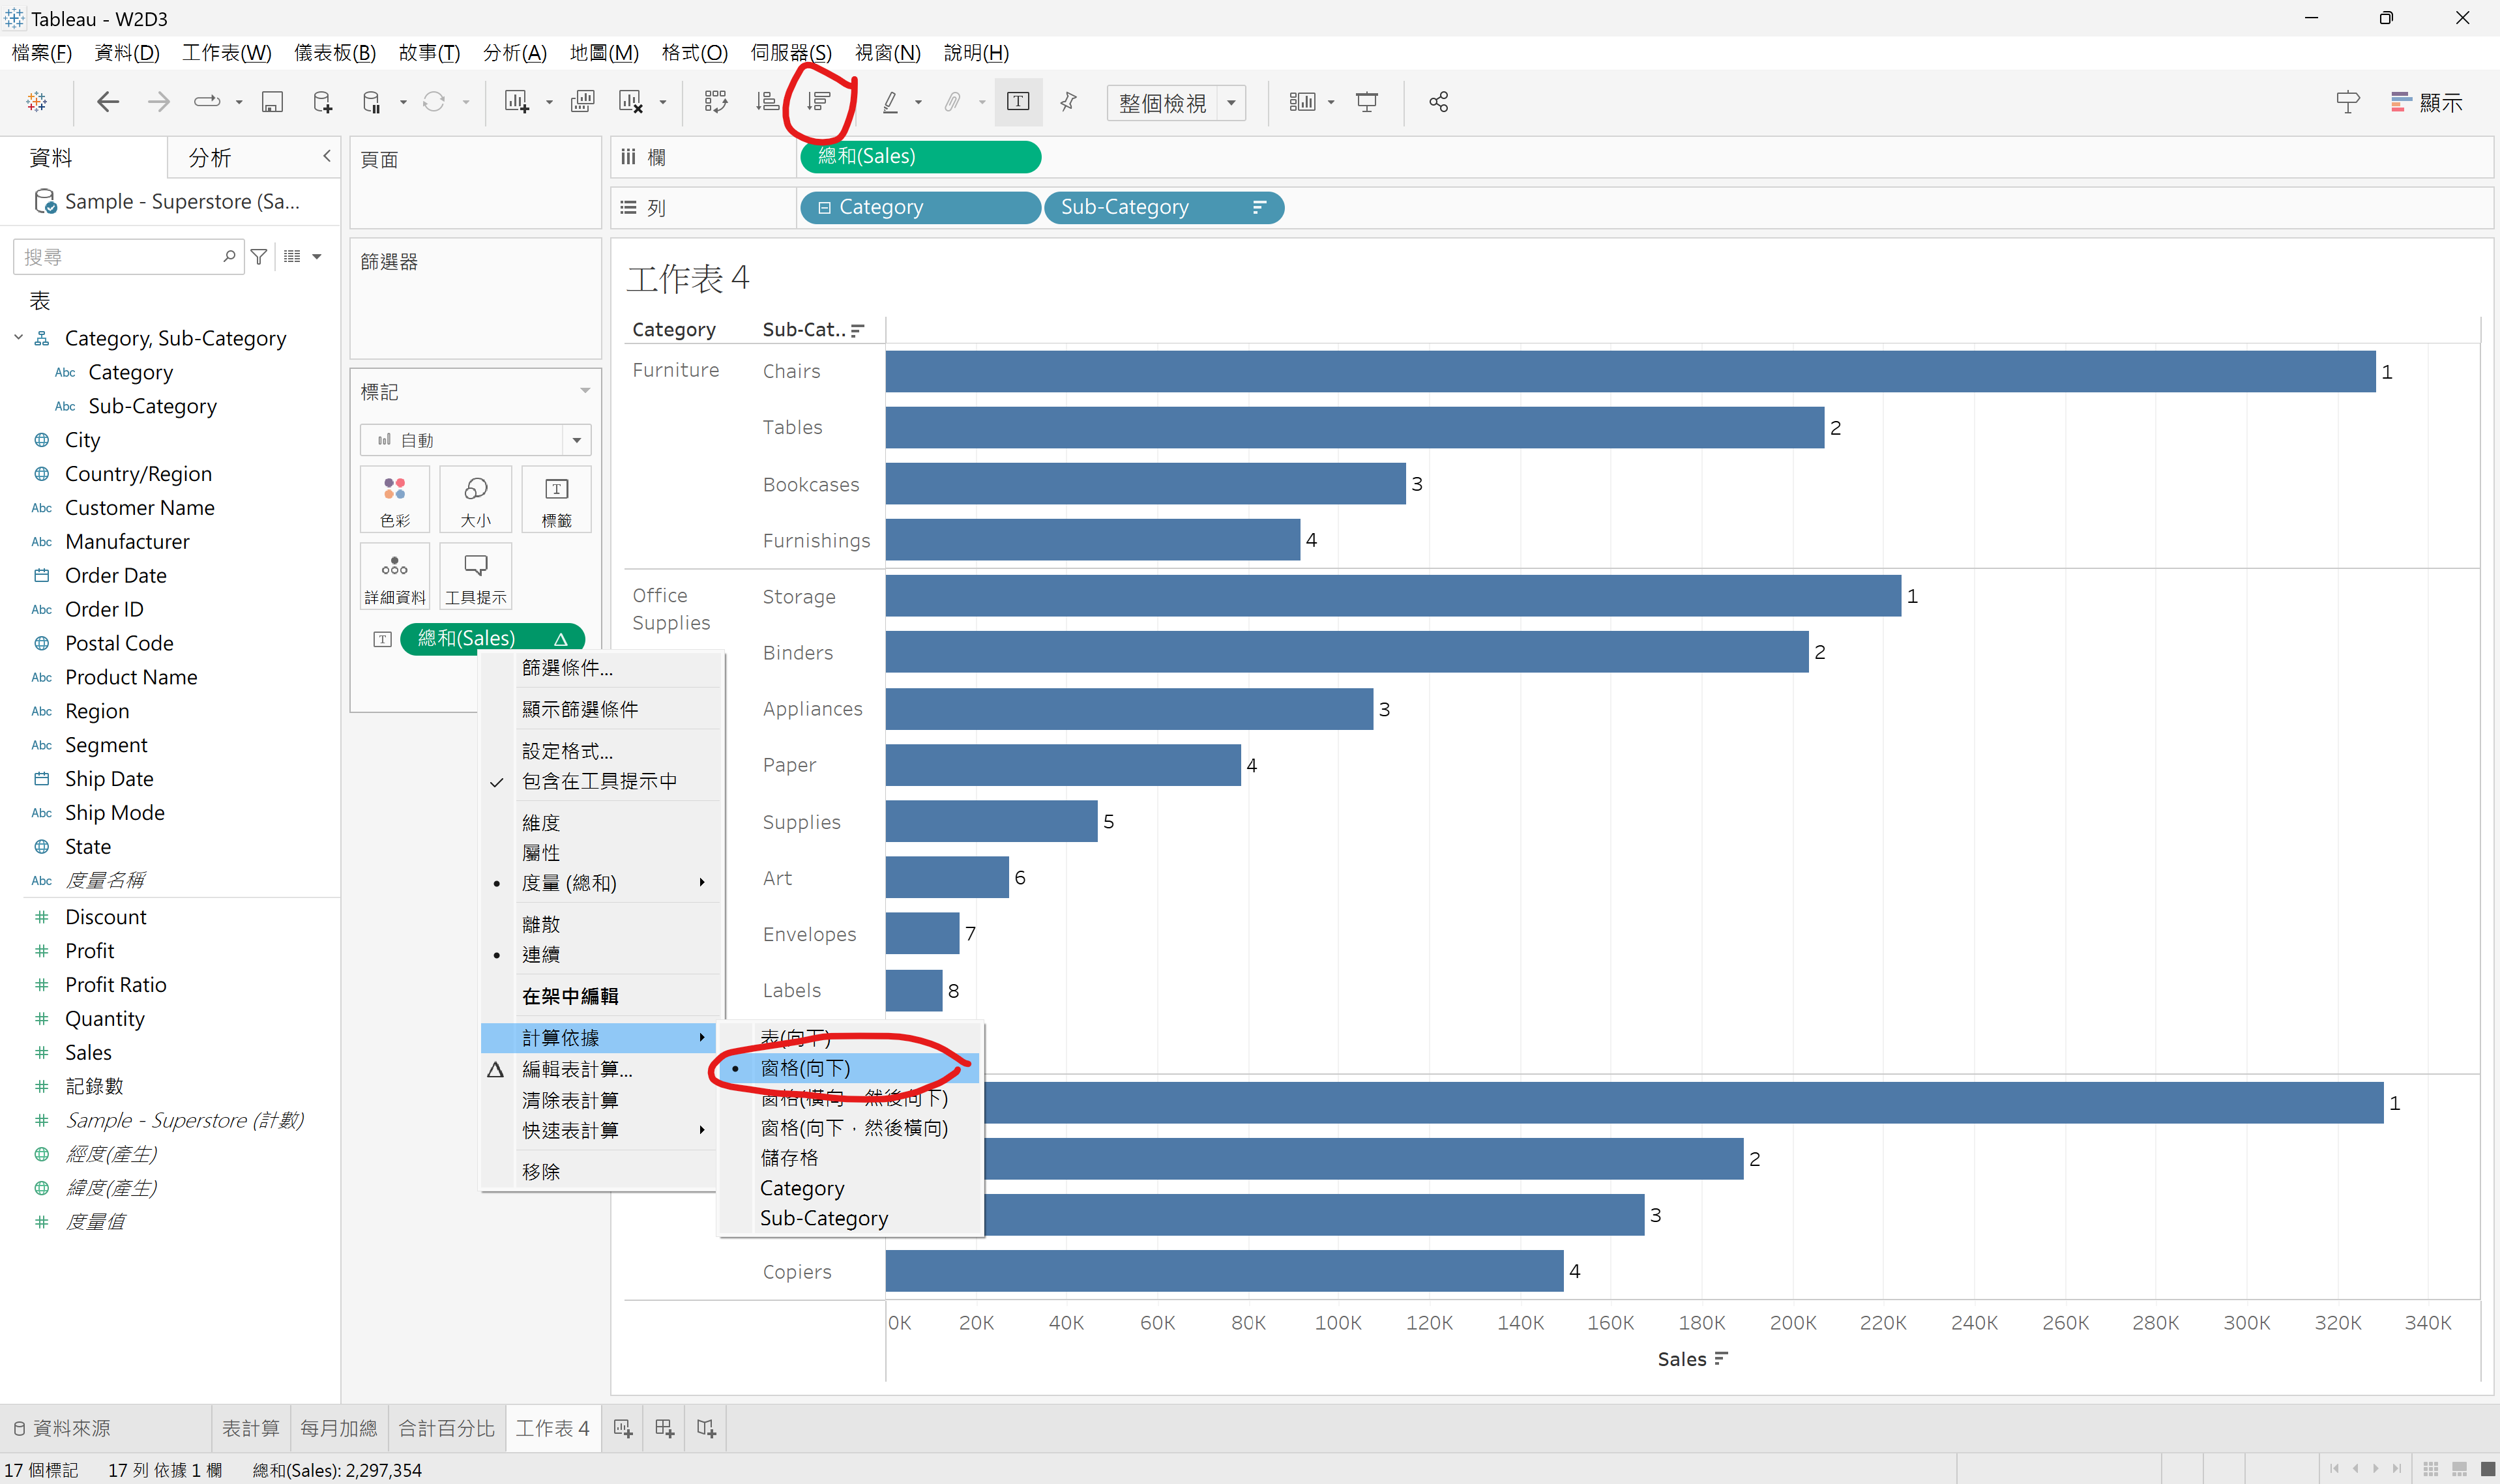 Tableau - W2D3
檔案(F) 資料(D) 工作表(W) 儀表板(B) 故事(T) 分析(A) 地圖(M) 格式(O) 伺服器(S) 視窗(N) 說明(H)
整個檢視
顯示
資料 分析
Sample - Superstore (Sa...
搜尋
表
Category, Sub-Category
Abc Category
Abc Sub-Category
City
Country/Region
Abc Customer Name
Abc Manufacturer
Order Date
Abc Order ID
Postal Code
Abc Product Name
Abc Region
Abc Segment
Ship Date
Abc Ship Mode
State
Abc 度量名稱
Discount
Profit
Profit Ratio
Quantity
Sales
記錄數
Sample - Superstore (計數)
經度(產生)
緯度(產生)
度量值
頁面
篩選器
標記
自動
色彩 大小 標籤
詳細資料 工具提示
總和(Sales)
欄 總和(Sales)
列 Category Sub-Category
工作表 4
Category Sub-Cat..
Furniture Chairs 1
Tables 2
Bookcases 3
Furnishings 4
Office Supplies Storage 1
Binders 2
Appliances 3
Paper 4
Supplies 5
Art 6
Envelopes 7
Labels 8
1
2
3
Copiers 4
0K 20K 40K 60K 80K 100K 120K 140K 160K 180K 200K 220K 240K 260K 280K 300K 320K 340K
Sales
篩選條件...
顯示篩選條件
設定格式...
包含在工具提示中
維度
屬性
度量 (總和)
離散
連續
在架中編輯
計算依據
編輯表計算...
清除表計算
快速表計算
移除
表(向下)
窗格(向下)
窗格(橫向，然後向下)
窗格(向下，然後橫向)
儲存格
Category
Sub-Category
資料來源 表計算 每月加總 合計百分比 工作表 4
17 個標記 17 列 依據 1 欄 總和(Sales): 2,297,354